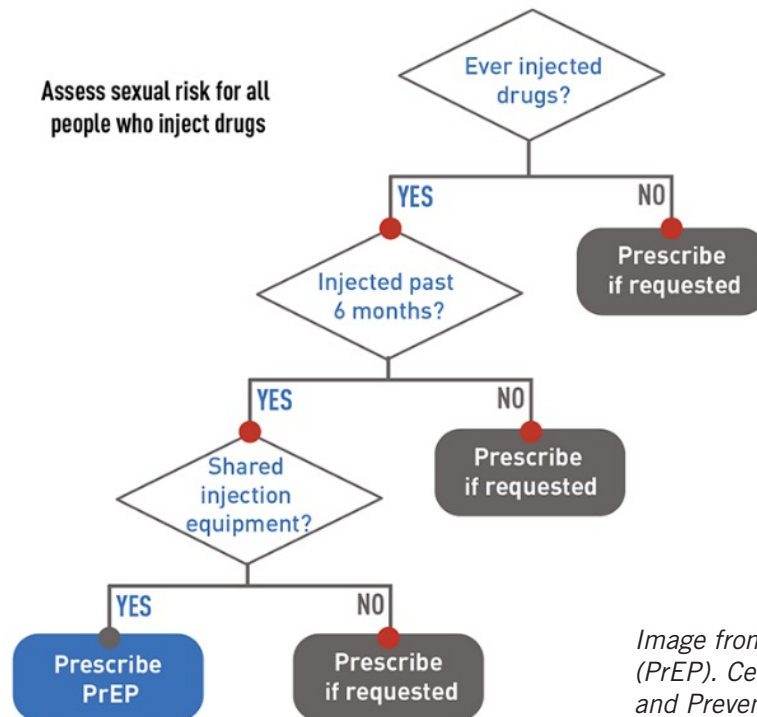 Assess sexual risk for all
people who inject drugs
Ever injected
drugs?
YES
NO
Prescribe
if requested
Injected past
6 months?
YES
NO
Prescribe
if requested
Shared
injection
equipment?
YES
NO
Prescribe
PrEP
Prescribe
if requested
Image from
(PrEP). Ce
and Preven